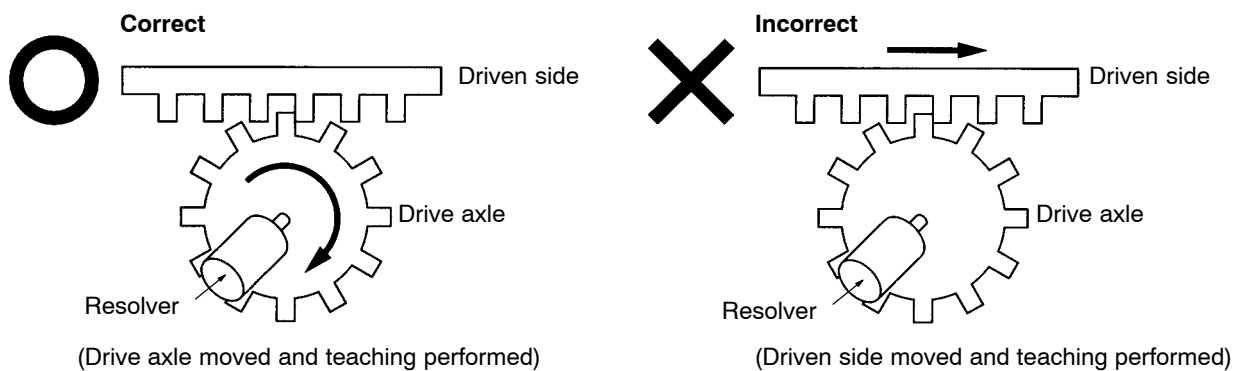 Correct
Driven side
Drive axle
Resolver
(Drive axle moved and teaching performed)
Incorrect
Driven side
Drive axle
Resolver
(Driven side moved and teaching performed)